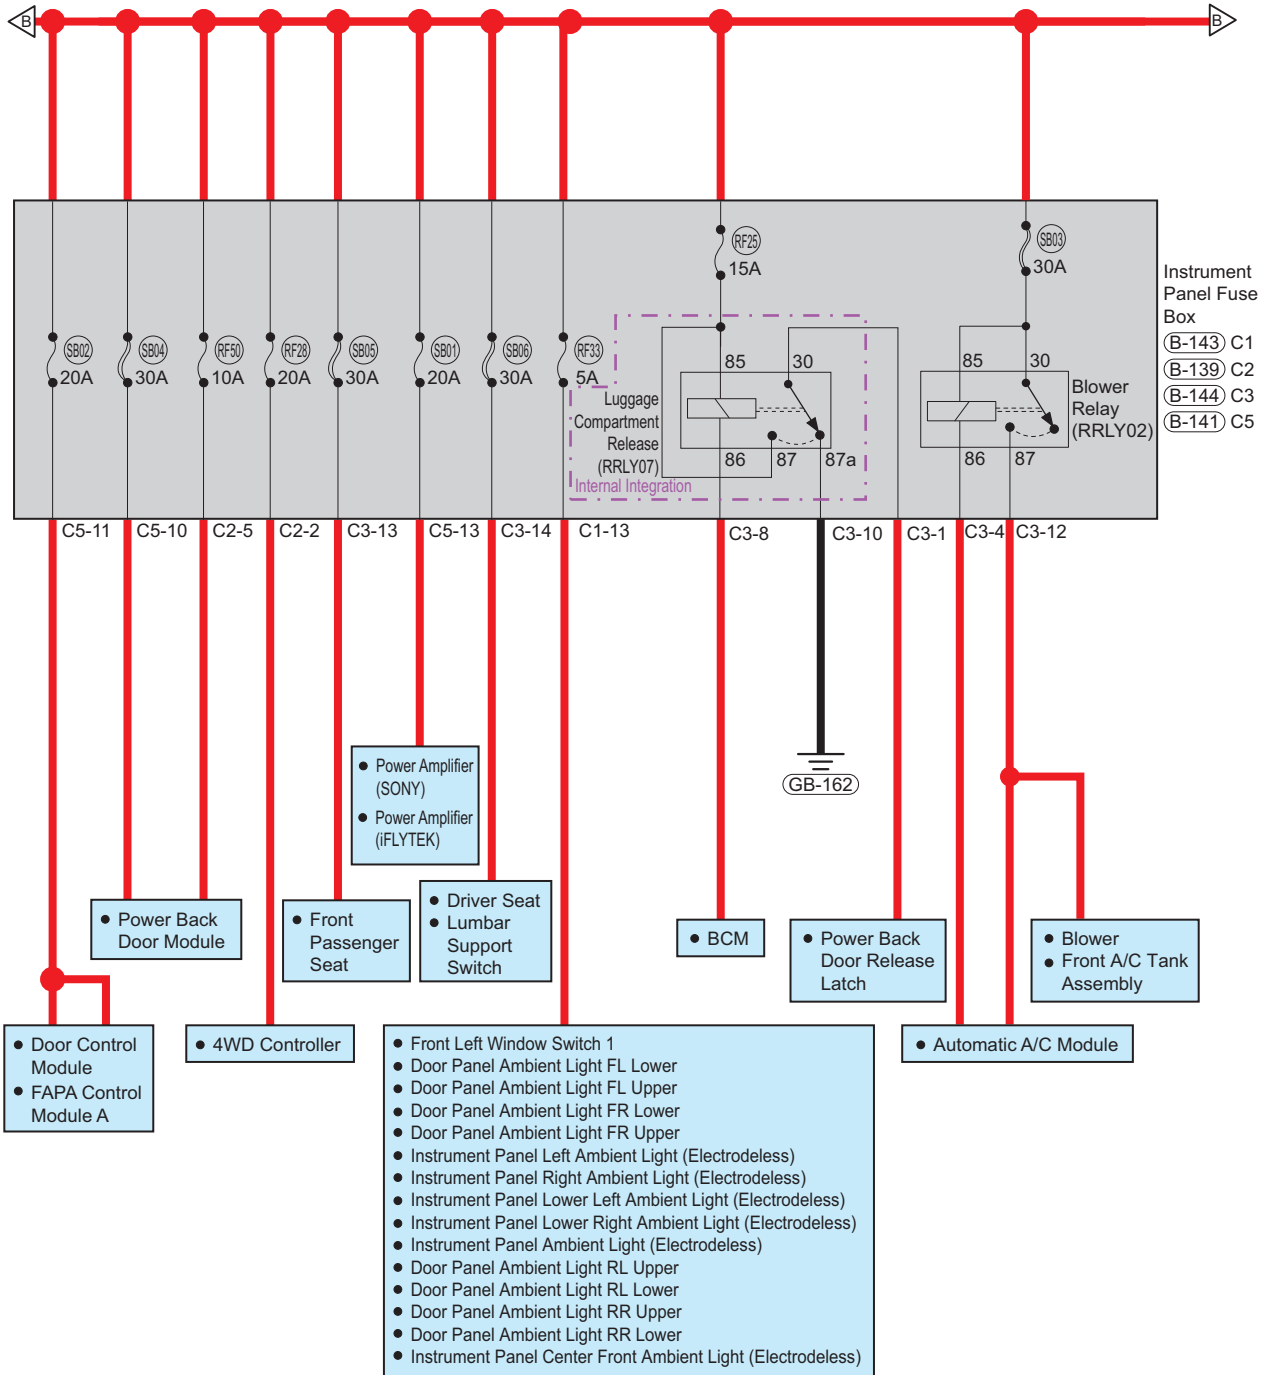 B
B
RF25
15A
SB03
30A
Instrument
Panel Fuse
Box
B-143 C1
B-139 C2
B-144 C3
B-141 C5
SB02
20A
SB04
30A
RF50
10A
RF28
20A
SB05
30A
SB01
20A
SB06
30A
RF33
5A
Luggage
Compartment
Release
(RRLY07)
Internal Integration
85
30
86
87
87a
85
30
86
87
Blower
Relay
(RRLY02)
C5-11
C5-10
C2-5
C2-2
C3-13
C5-13
C3-14
C1-13
C3-8
C3-10
C3-1
C3-4
C3-12
GB-162
● Power Amplifier
(SONY)
● Power Amplifier
(iFLYTEK)
● Power Back
Door Module
● Front
Passenger
Seat
● Driver Seat
● Lumbar
Support
Switch
● BCM
● Power Back
Door Release
Latch
● Blower
● Front A/C Tank
Assembly
● Door Control
Module
● FAPA Control
Module A
● 4WD Controller
● Automatic A/C Module
● Front Left Window Switch 1
● Door Panel Ambient Light FL Lower
● Door Panel Ambient Light FL Upper
● Door Panel Ambient Light FR Lower
● Door Panel Ambient Light FR Upper
● Instrument Panel Left Ambient Light (Electrodeless)
● Instrument Panel Right Ambient Light (Electrodeless)
● Instrument Panel Lower Left Ambient Light (Electrodeless)
● Instrument Panel Lower Right Ambient Light (Electrodeless)
● Instrument Panel Ambient Light (Electrodeless)
● Door Panel Ambient Light RL Upper
● Door Panel Ambient Light RL Lower
● Door Panel Ambient Light RR Upper
● Door Panel Ambient Light RR Lower
● Instrument Panel Center Front Ambient Light (Electrodeless)